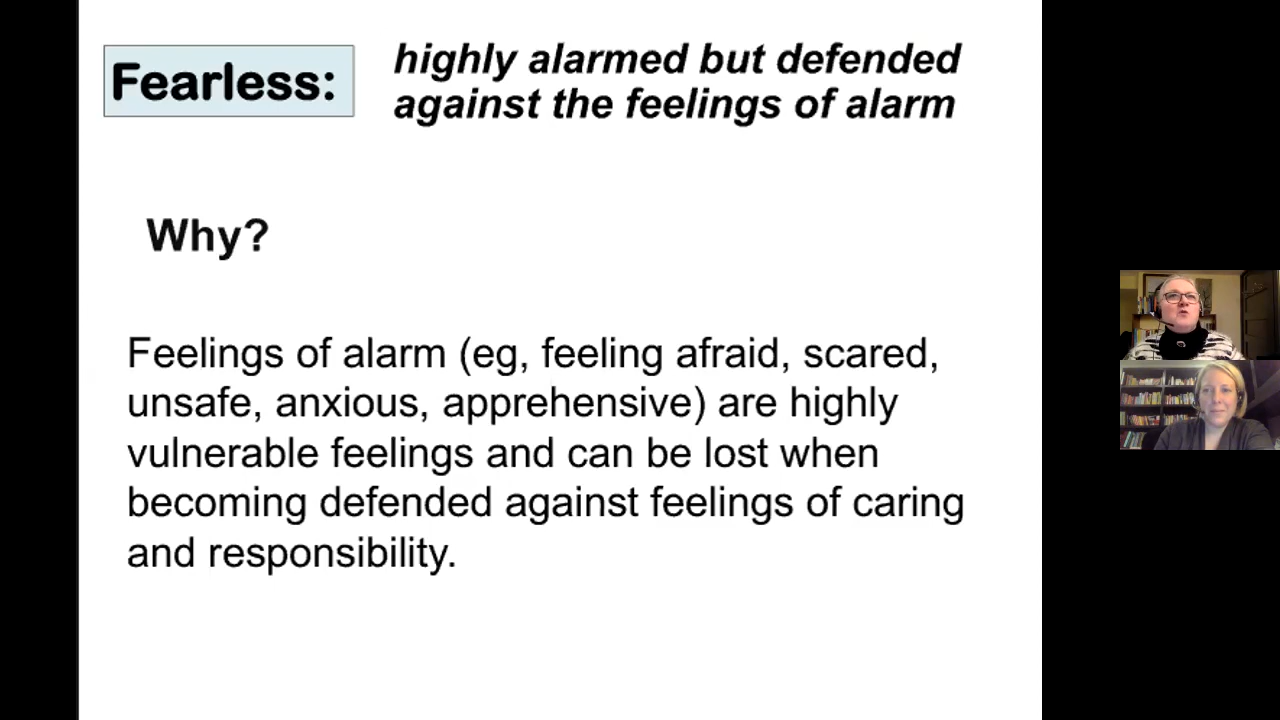 Fearless:
highly alarmed but defended
against the feelings of alarm
Why?
Feelings of alarm (eg, feeling afraid, scared,
unsafe, anxious, apprehensive) are highly
vulnerable feelings and can be lost when
becoming defended against feelings of caring
and responsibility.